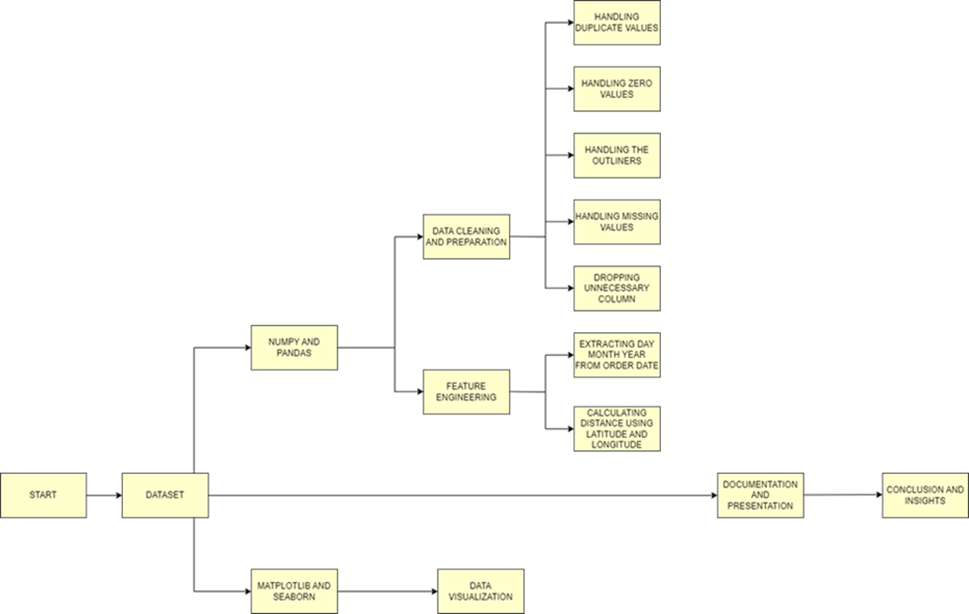 HANDLING
DUPLICATE VALUES
HANDLING ZERO
VALUES
HANDLING THE
OUTLINERS
HANDLING MISSING
VALUES
DATA CLEANING
AND PREPARATION
DROPPING
UNNECESSARY
COLUMN
NUMPY AND
PANDAS
EXTRACTING DAY
MONTH YEAR
FROM ORDER DATE
FEATURE
ENGINEERING
CALCULATING
DISTANCE USING
LATITUDE AND
LONGITUDE
START
DATASET
DOCUMENTATION
AND
PRESENTATION
CONCLUSION AND
INSIGHTS
MATPLOTLIB AND
SEABORN
DATA
VISUALIZATION